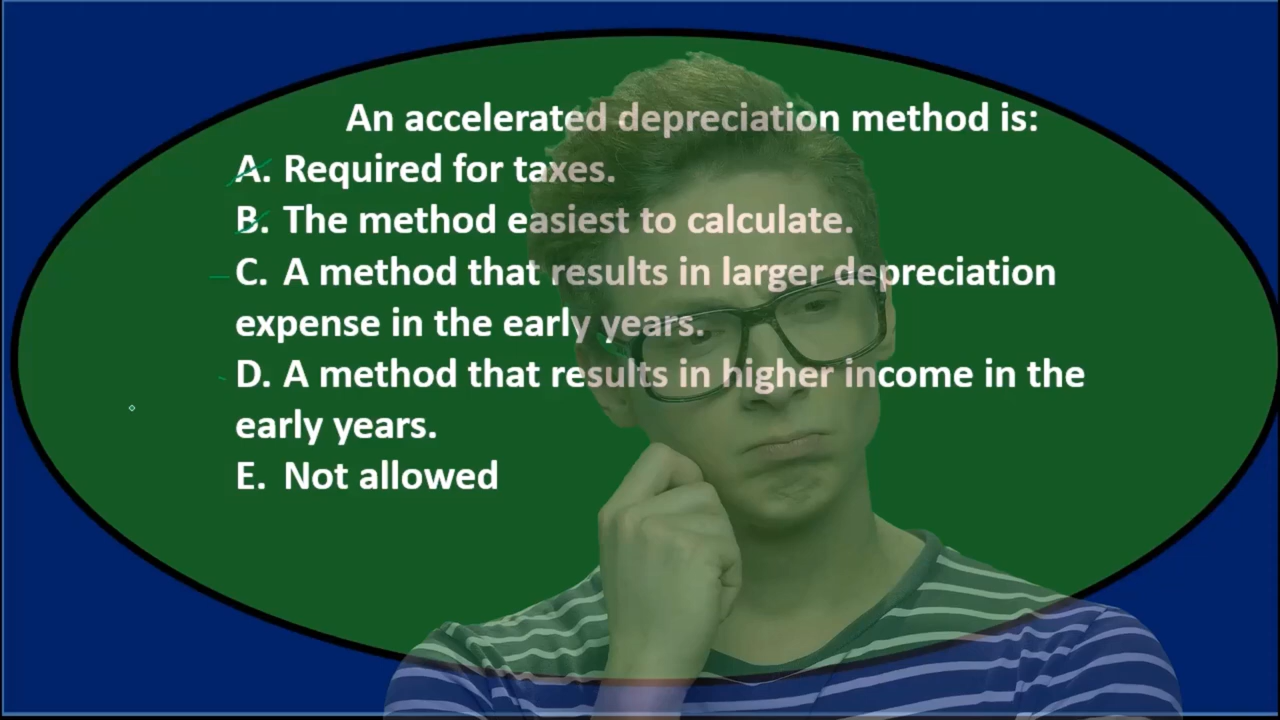 An accelerated depreciation method is:
A. Required for taxes.
B. The method easiest to calculate.
C. A method that results in larger depreciation
expense in the early years.
D. A method that results in higher income in the
early years.
E. Not allowed